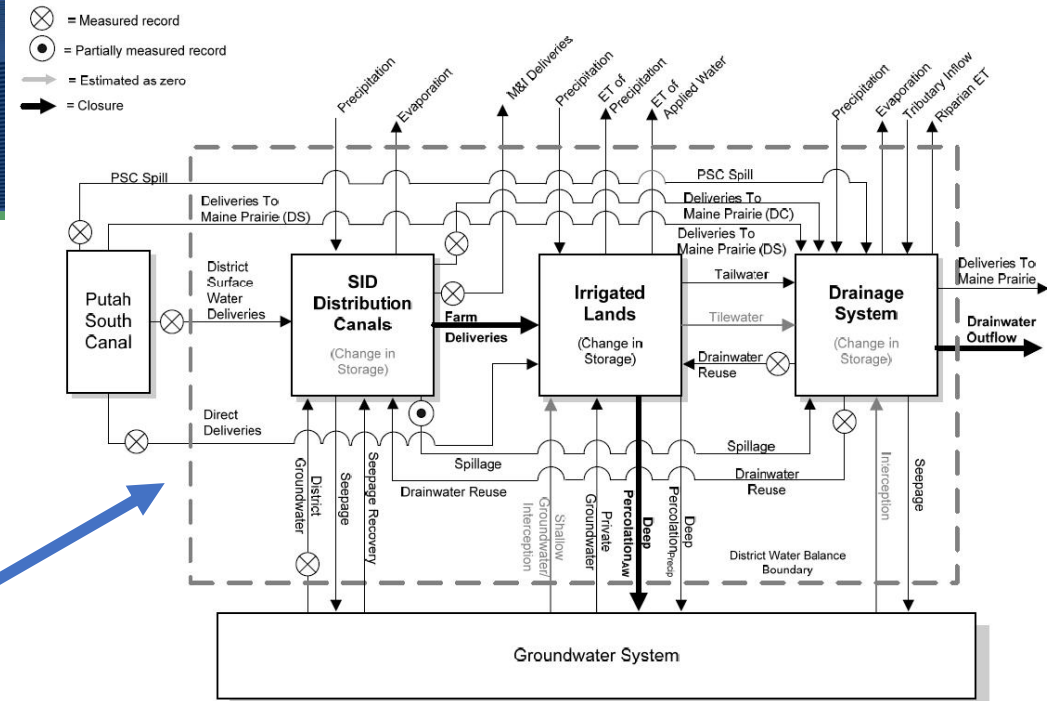 = Measured record
= Partially measured record
= Estimated as zero
= Closure
Precipitation
Evaporation
M&I Deliveries
Precipitation
ET of
Precipitation
ET of
Applied Water
Precipitation
Evaporation
Tributary Inflow
Riparian ET
PSC Spill
PSC Spill
Deliveries To
Maine Prairie (DS)
Deliveries To
Maine Prairie (DC)
Deliveries To
Maine Prairie (DS)
Putah
South
Canal
District
Surface
Water
Deliveries
SID
Distribution
Canals
(Change in
Storage)
Farm
Deliveries
Irrigated
Lands
(Change in
Storage)
Tailwater
Tilewater
Drainwater
Reuse
Drainage
System
(Change in
Storage)
Deliveries To
Maine Prairie
Drainwater
Outflow
Direct
Deliveries
Spillage
Spillage
Drainwater Reuse
Drainwater
Reuse
District
Groundwater
Seepage
Seepage Recovery
Shallow
Groundwater/
Interception
Private
Groundwater
Deep
Percolation AW
Deep
Percolation Precip
Interception
Seepage
District Water Balance
Boundary
Groundwater System